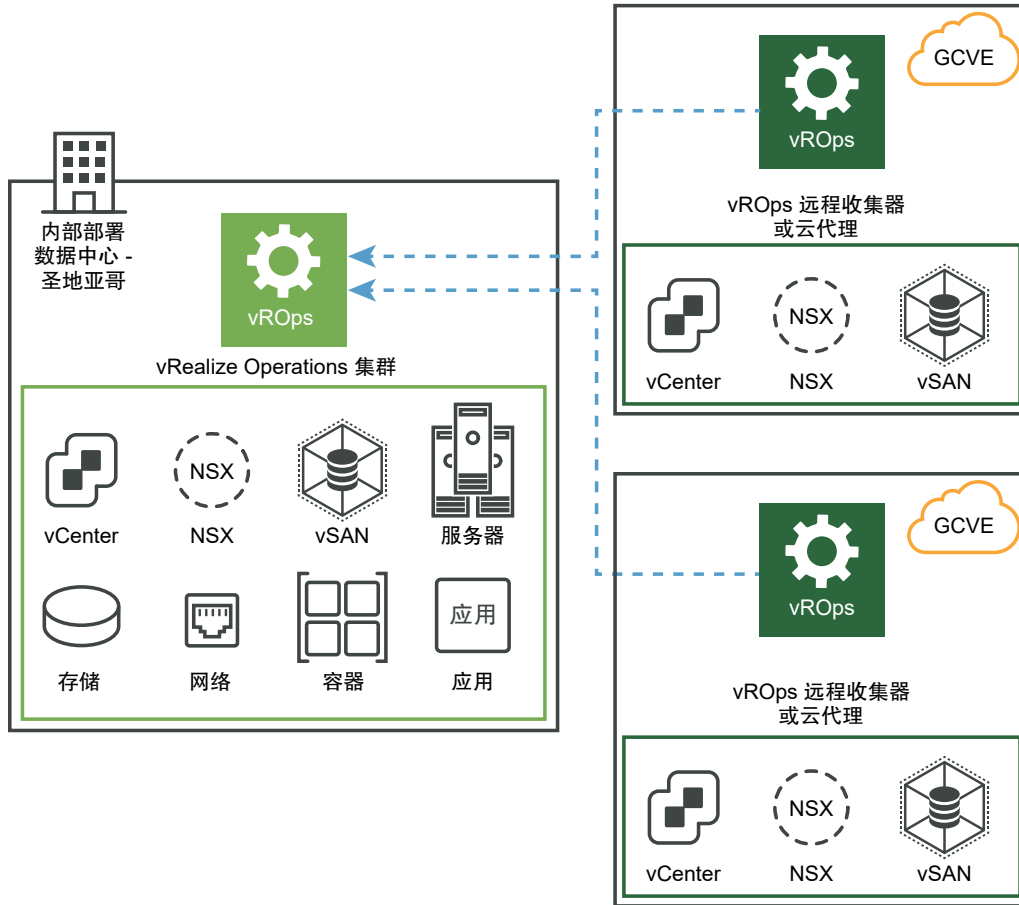 内部部署
数据中心 -
圣地亚哥
vROps
vRealize Operations 集群
NSX
vCenter
NSX
vSAN
服务器
应用
存储
网络
容器
应用
GCVE
vROps
vROps 远程收集器
或云代理
NSX
vCenter
NSX
vSAN
GCVE
vROps
vROps 远程收集器
或云代理
NSX
vCenter
NSX
vSAN